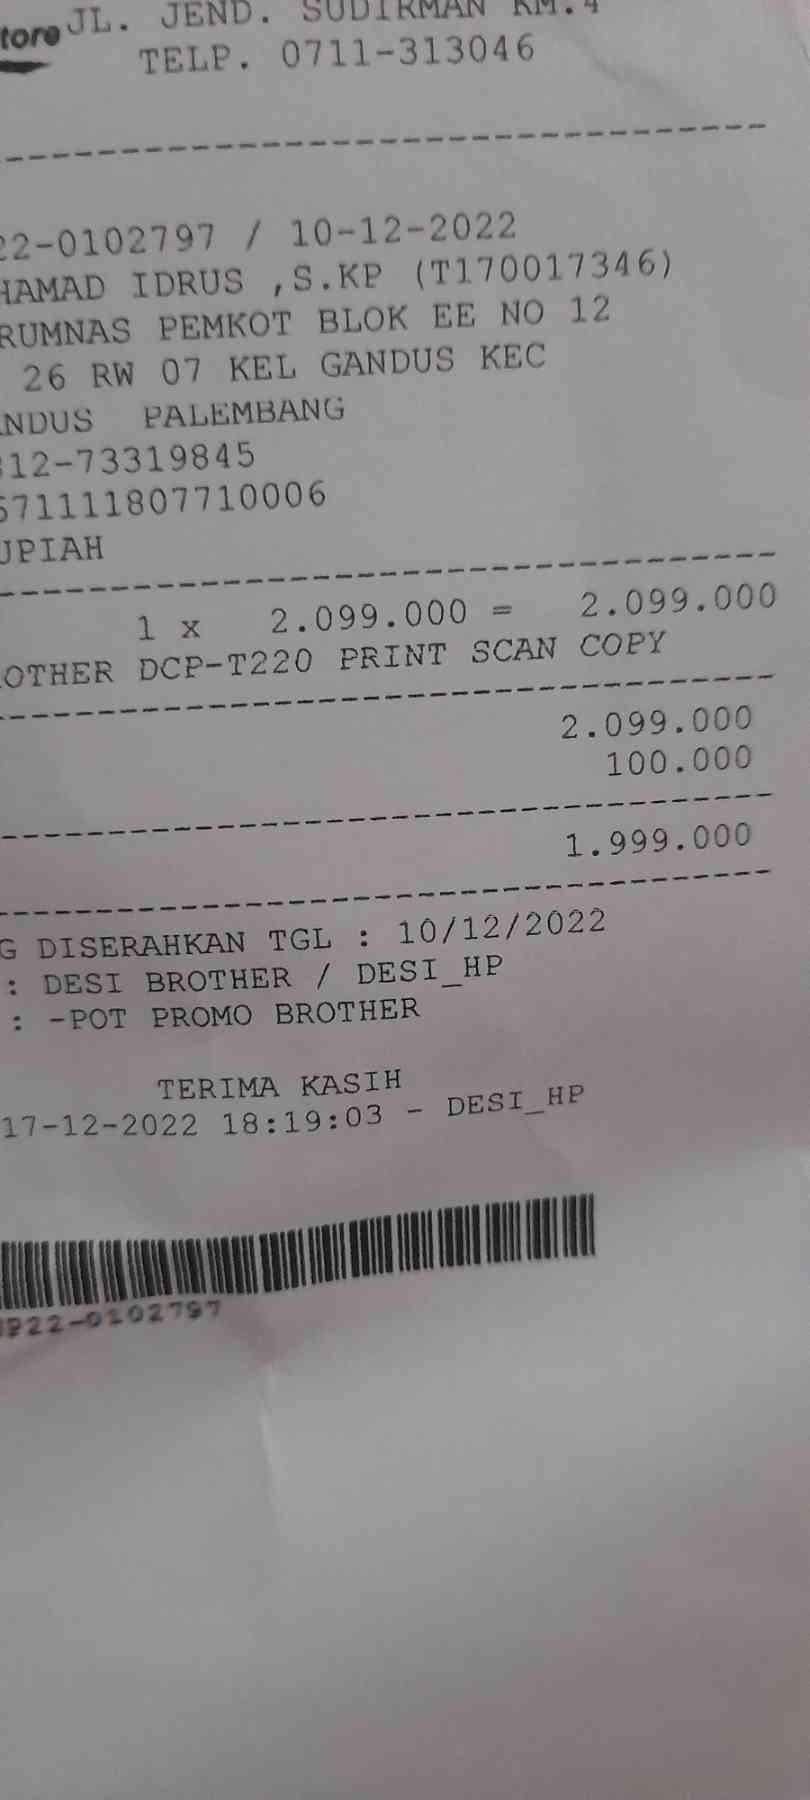 tore JL. JEND. SUDIRMAN KM.4
TELP. 0711-313046
22-0102797 / 10-12-2022
HAMAD IDRUS ,S.KP (T170017346)
RUMNAS PEMKOT BLOK EE NO 12
26 RW 07 KEL GANDUS KEC
NDUS PALEMBANG
312-73319845
671111807710006
UPIAH
1 x 2.099.000 = 2.099.000
OTHER DCP-T220 PRINT SCAN COPY
2.099.000
100.000
1.999.000
G DISERAHKAN TGL : 10/12/2022
: DESI BROTHER / DESI_HP
: -POT PROMO BROTHER
TERIMA KASIH
17-12-2022 18:19:03 - DESI_HP
P22-0102797